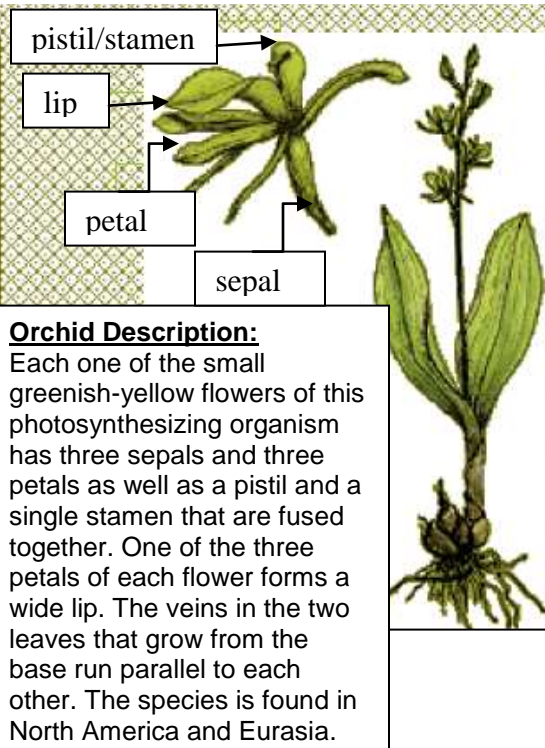 pistil/stamen
lip
petal
sepal
Orchid Description:
Each one of the small
greenish-yellow flowers of this
photosynthesizing organism
has three sepals and three
petals as well as a pistil and a
single stamen that are fused
together. One of the three
petals of each flower forms a
wide lip. The veins in the two
leaves that grow from the
base run parallel to each
other. The species is found in
North America and Eurasia.